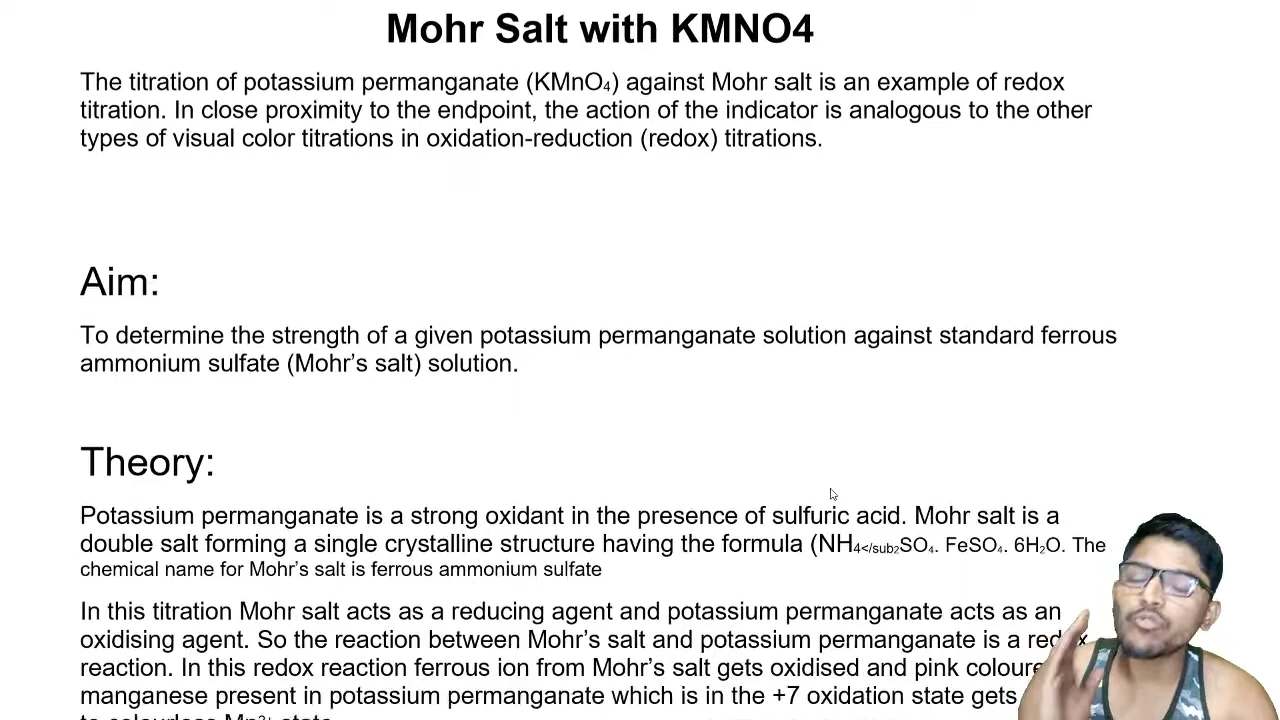 Mohr Salt with KMNO4
The titration of potassium permanganate (KMnO₄) against Mohr salt is an example of redox
titration. In close proximity to the endpoint, the action of the indicator is analogous to the other
types of visual color titrations in oxidation-reduction (redox) titrations.
Aim:
To determine the strength of a given potassium permanganate solution against standard ferrous
ammonium sulfate (Mohr’s salt) solution.
Theory:
Potassium permanganate is a strong oxidant in the presence of sulfuric acid. Mohr salt is a
double salt forming a single crystalline structure having the formula (NH₄</sub₂SO₄. FeSO₄. 6H₂O. The
chemical name for Mohr’s salt is ferrous ammonium sulfate
In this titration Mohr salt acts as a reducing agent and potassium permanganate acts as an
oxidising agent. So the reaction between Mohr’s salt and potassium permanganate is a redox
reaction. In this redox reaction ferrous ion from Mohr’s salt gets oxidised and pink coloure
manganese present in potassium permanganate which is in the +7 oxidation state gets
to colourless Mn²⁺ state